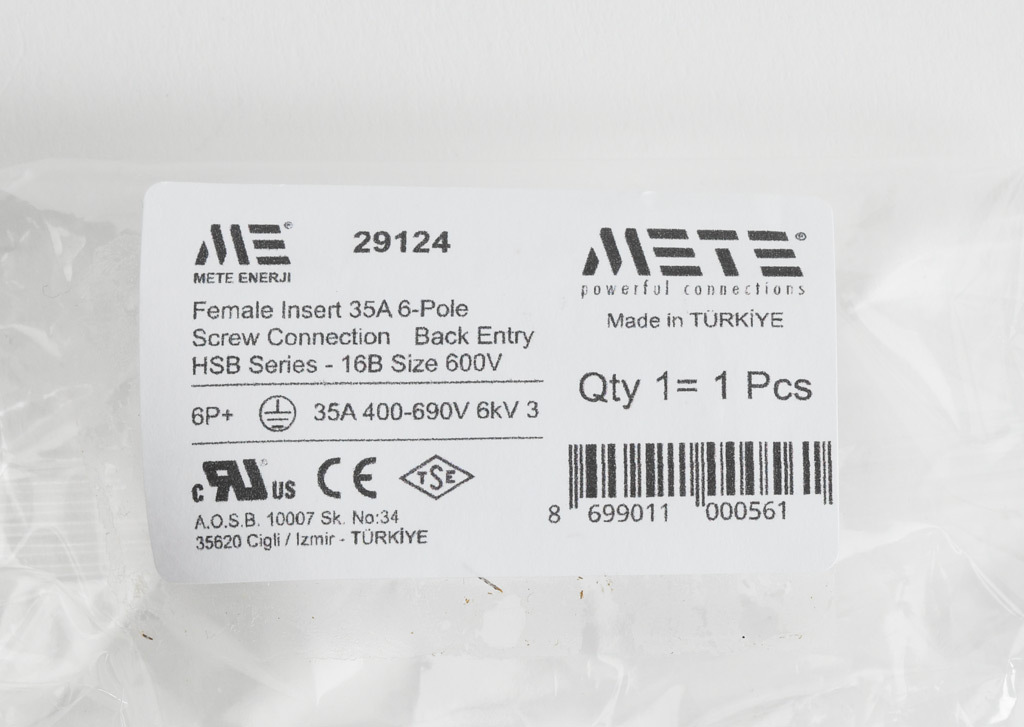 ME®
METE ENERJI
29124
Female Insert 35A 6-Pole
Screw Connection Back Entry
HSB Series - 16B Size 600V
6P+ 35A 400-690V 6kV 3
c RU® US CE TSE
A.O.S.B. 10007 Sk. No:34
35620 Cigli / Izmir - TÜRKİYE
METE®
powerful connections
Made in TÜRKİYE
Qty 1= 1 Pcs
8 699011 000561